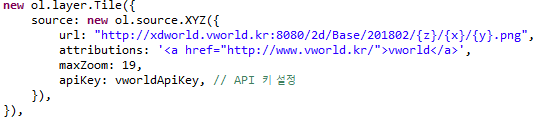 new ol.layer.Tile({
    source: new ol.source.XYZ({
        url: "http://xdworld.vworld.kr:8080/2d/Base/201802/{z}/{x}/{y}.png",
        attributions: '<a href="http://www.vworld.kr/">vworld</a>',
        maxZoom: 19,
        apiKey: vworldApiKey, // API 키 설정
    }),
}),